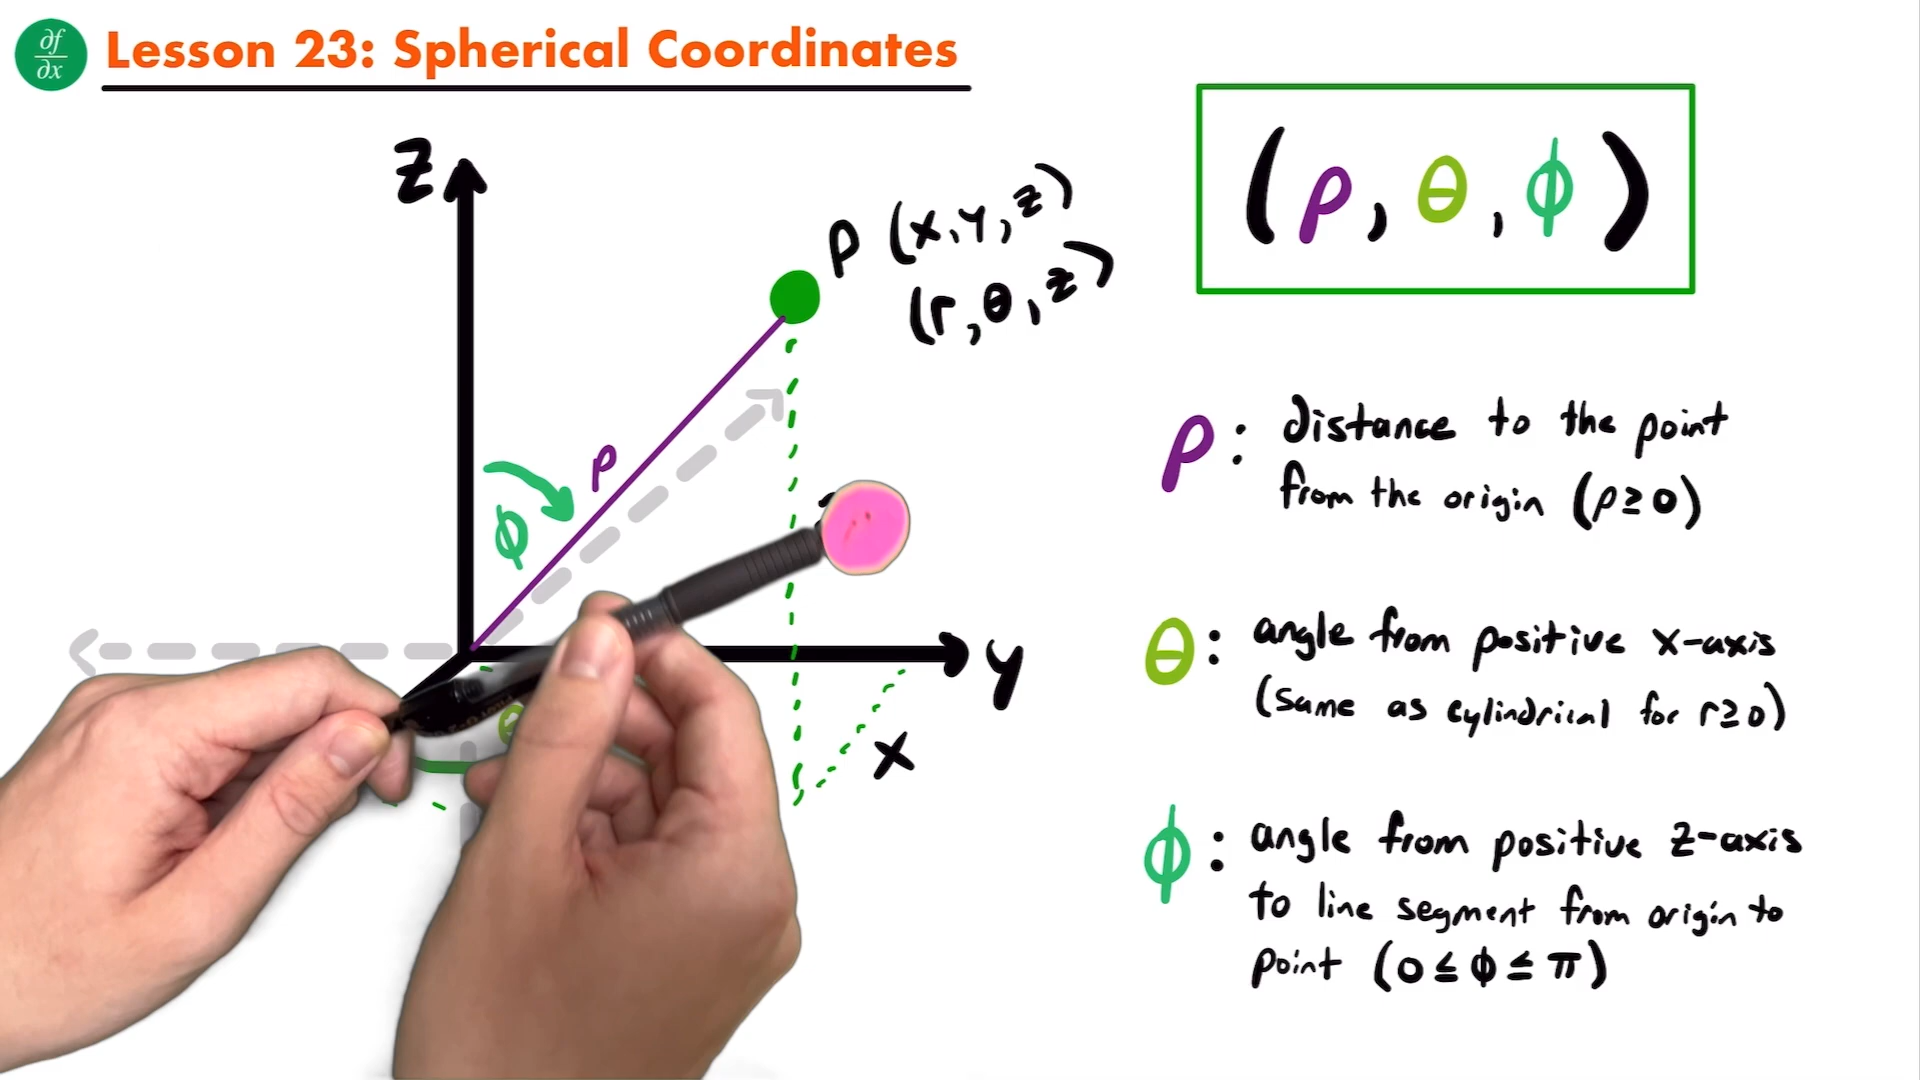 ∂f
∂x
Lesson 23: Spherical Coordinates
z
P (x,y,z)
(r,θ,z)
(ρ,θ,ϕ)
ρ
ϕ
y
x
ρ: distance to the point
from the origin (ρ≥0)
θ: angle from positive x-axis
(same as cylindrical for r≥0)
ϕ: angle from positive z-axis
to line segment from origin to
point (0≤ϕ≤π)